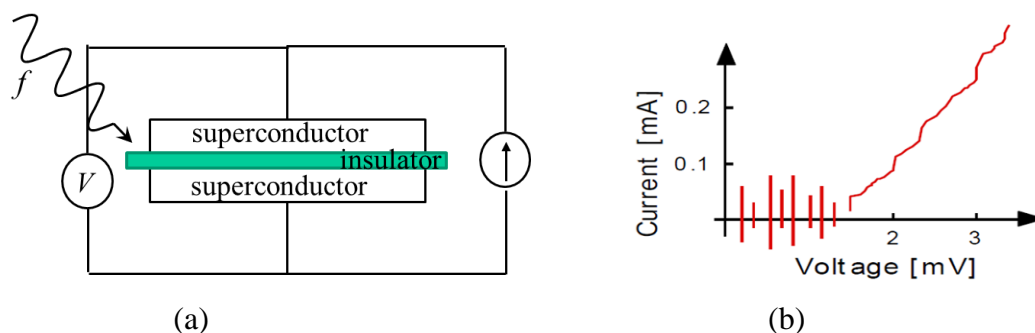 f
superconductor
insulator
superconductor
V
(a)
Current [mA]
0.2
0.1
2 3
Voltage [mV]
(b)